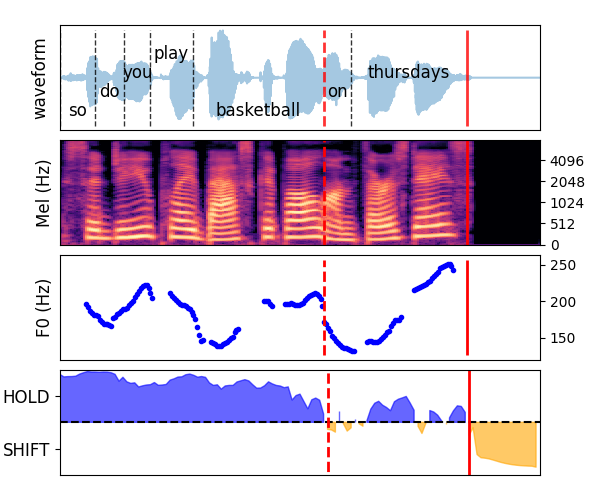 waveform
so do you play basketball on thursdays
Mel (Hz)
4096
2048
1024
512
0
F0 (Hz)
250
200
150
HOLD
SHIFT